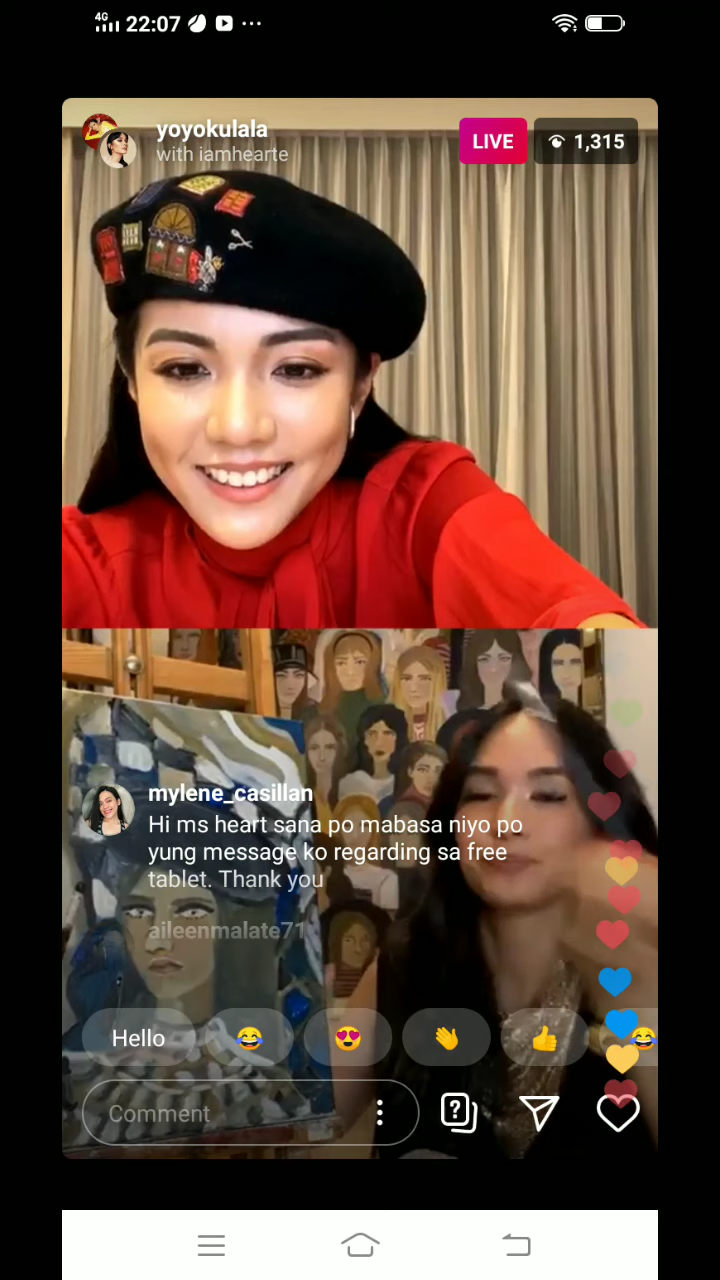 4G 22:07
yoyokulala
with iamhearte
LIVE
1,315
mylene_casillan
Hi ms heart sana po mabasa niyo po
yung message ko regarding sa free
tablet. Thank you
aileenmalate71
Hello
Comment